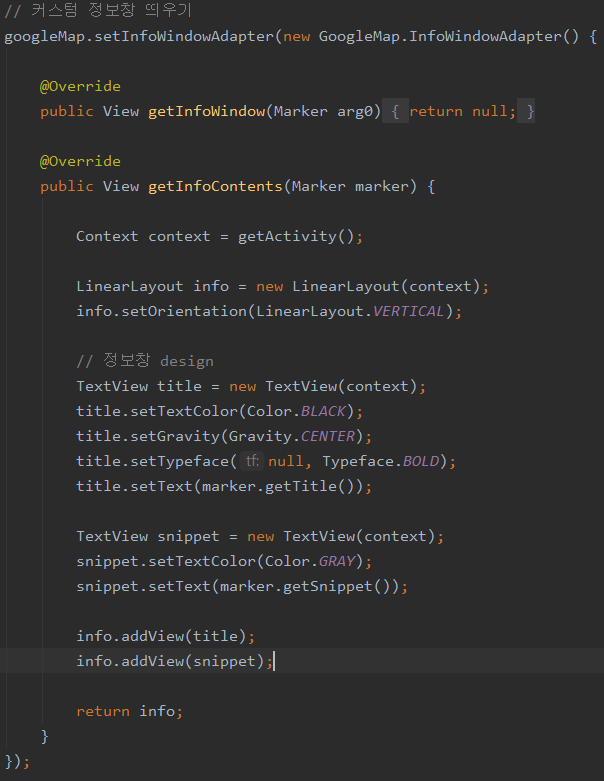 // 커스텀 정보창 띄우기
googleMap.setInfoWindowAdapter(new GoogleMap.InfoWindowAdapter() {
@Override
public View getInfoWindow(Marker arg0) { return null; }
@Override
public View getInfoContents(Marker marker) {
Context context = getActivity();
LinearLayout info = new LinearLayout(context);
info.setOrientation(LinearLayout.VERTICAL);
// 정보창 design
TextView title = new TextView(context);
title.setTextColor(Color.BLACK);
title.setGravity(Gravity.CENTER);
title.setTypeface( tf: null, Typeface.BOLD);
title.setText(marker.getTitle());
TextView snippet = new TextView(context);
snippet.setTextColor(Color.GRAY);
snippet.setText(marker.getSnippet());
info.addView(title);
info.addView(snippet);
return info;
}
});